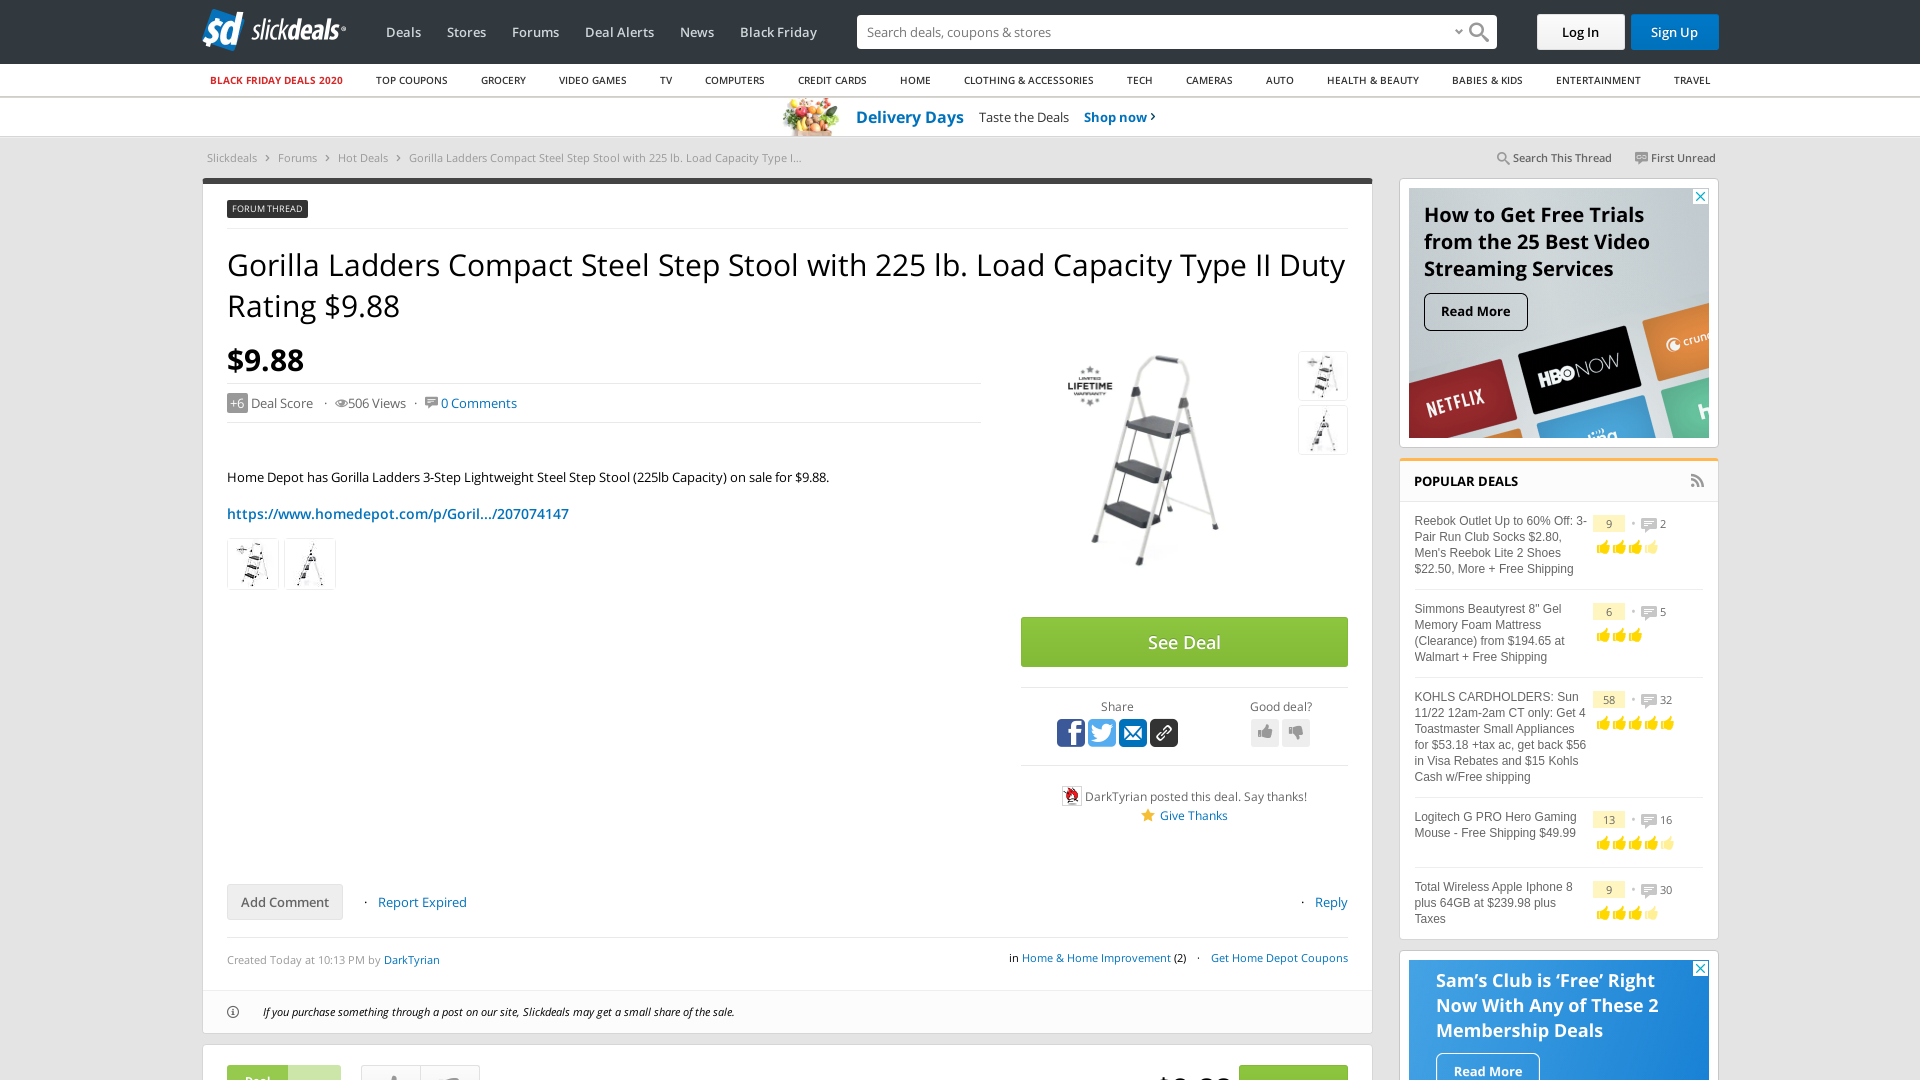 slickdeals
Deals
Stores
Forums
Deal Alerts
News
Black Friday
Search deals, coupons & stores
Log In
Sign Up
BLACK FRIDAY DEALS 2020
TOP COUPONS
GROCERY
VIDEO GAMES
TV
COMPUTERS
CREDIT CARDS
HOME
CLOTHING & ACCESSORIES
TECH
CAMERAS
AUTO
HEALTH & BEAUTY
BABIES & KIDS
ENTERTAINMENT
TRAVEL
Delivery Days Taste the Deals Shop now ›
Slickdeals › Forums › Hot Deals › Gorilla Ladders Compact Steel Step Stool with 225 lb. Load Capacity Type I...
Search This Thread
First Unread
FORUM THREAD
Gorilla Ladders Compact Steel Step Stool with 225 lb. Load Capacity Type II Duty
Rating $9.88
$9.88
+6 Deal Score · 506 Views · 0 Comments
Home Depot has Gorilla Ladders 3-Step Lightweight Steel Step Stool (225lb Capacity) on sale for $9.88.
https://www.homedepot.com/p/Goril.../207074147
LIMITED
LIFETIME
WARRANTY
See Deal
Share
Good deal?
DarkTyrian posted this deal. Say thanks!
Give Thanks
Add Comment
· Report Expired
· Reply
Created Today at 10:13 PM by DarkTyrian
in Home & Home Improvement (2) · Get Home Depot Coupons
If you purchase something through a post on our site, Slickdeals may get a small share of the sale.
How to Get Free Trials
from the 25 Best Video
Streaming Services
Read More
NETFLIX
HBO NOW
crun
POPULAR DEALS
Reebok Outlet Up to 60% Off: 3-
Pair Run Club Socks $2.80,
Men's Reebok Lite 2 Shoes
$22.50, More + Free Shipping
9 • 2
Simmons Beautyrest 8" Gel
Memory Foam Mattress
(Clearance) from $194.65 at
Walmart + Free Shipping
6 • 5
KOHLS CARDHOLDERS: Sun
11/22 12am-2am CT only: Get 4
Toastmaster Small Appliances
for $53.18 +tax ac, get back $56
in Visa Rebates and $15 Kohls
Cash w/Free shipping
58 • 32
Logitech G PRO Hero Gaming
Mouse - Free Shipping $49.99
13 • 16
Total Wireless Apple Iphone 8
plus 64GB at $239.98 plus
Taxes
9 • 30
Sam's Club is 'Free' Right
Now With Any of These 2
Membership Deals
Read More